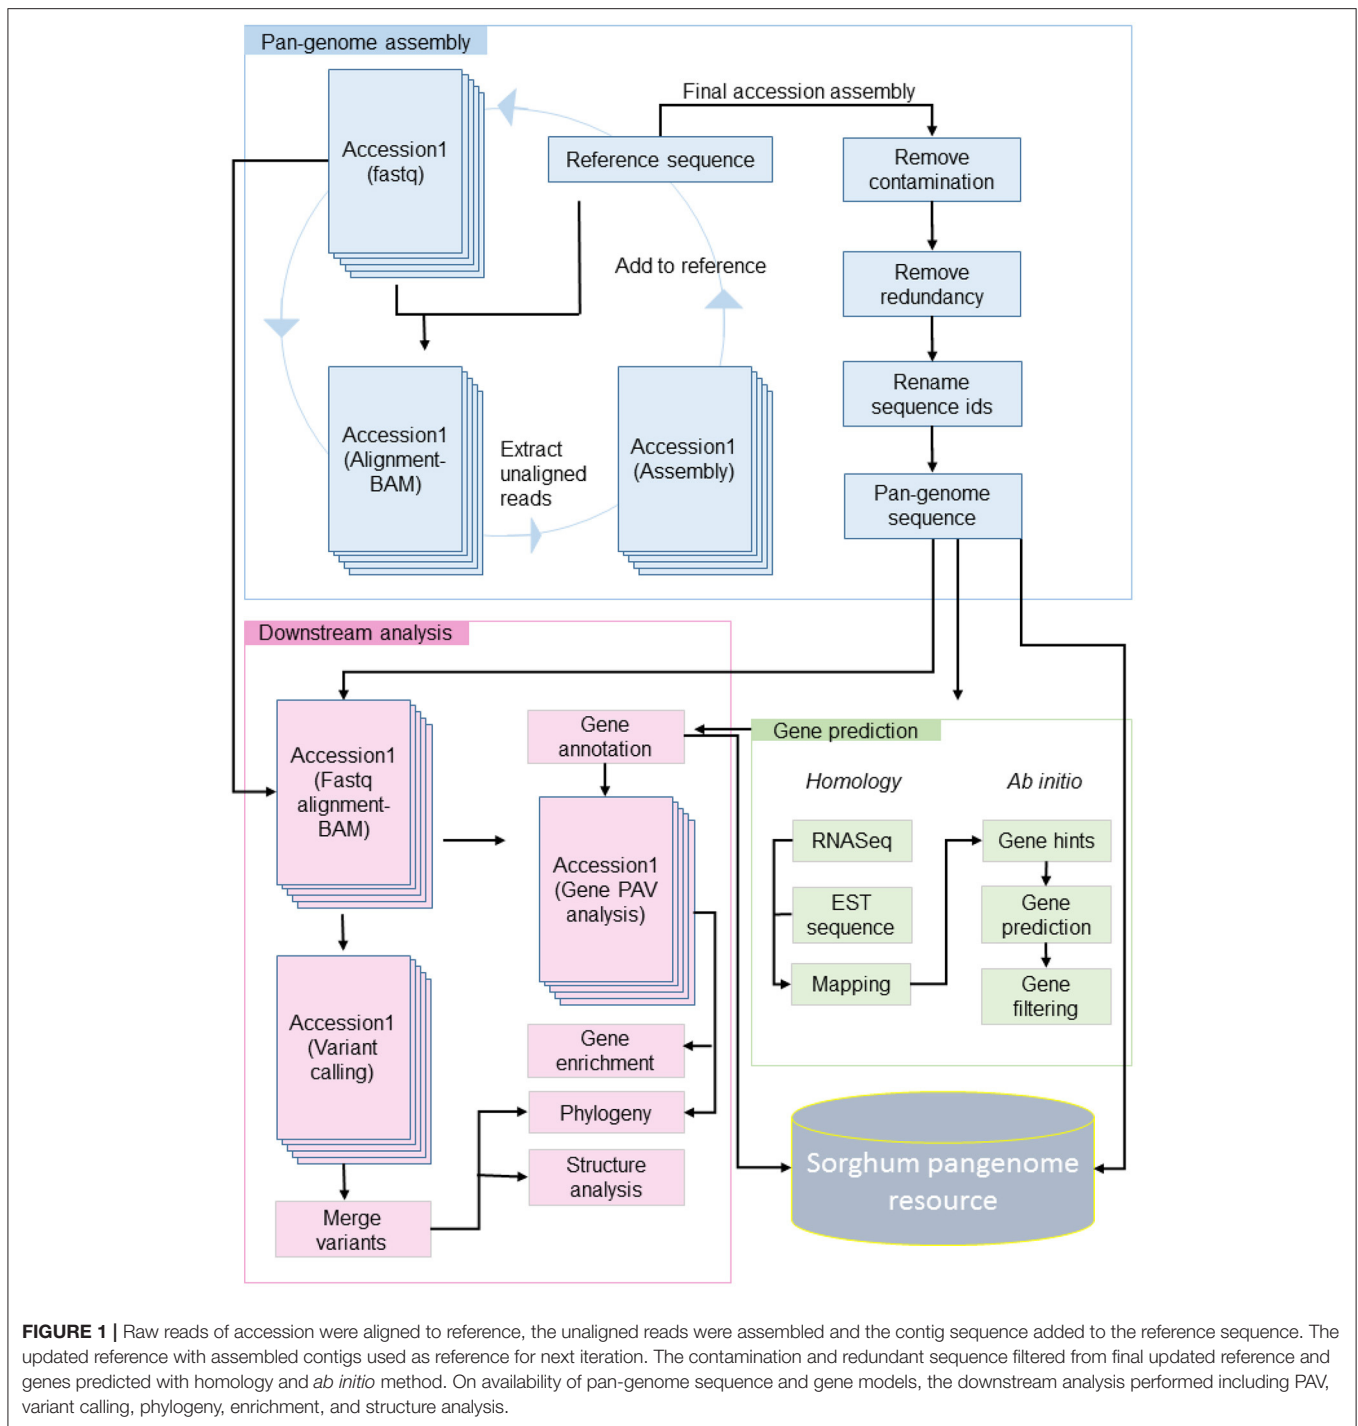 Pan-genome assembly
Final accession assembly
Accession1
(fastq)
Reference sequence
Remove
contamination
Add to reference
Remove
redundancy
Accession1
(Alignment-
BAM)
Extract
unaligned
reads
Accession1
(Assembly)
Rename
sequence ids
Pan-genome
sequence
Downstream analysis
Accession1
(Fastq
alignment-
BAM)
Gene
annotation
Accession1
(Gene PAV
analysis)
Accession1
(Variant
calling)
Gene
enrichment
Phylogeny
Structure
analysis
Merge
variants
Gene prediction
Homology
Ab initio
RNASeq
Gene hints
EST
sequence
Gene
prediction
Mapping
Gene
filtering
Sorghum pangenome
resource
FIGURE 1 | Raw reads of accession were aligned to reference, the unaligned reads were assembled and the contig sequence added to the reference sequence. The
updated reference with assembled contigs used as reference for next iteration. The contamination and redundant sequence filtered from final updated reference and
genes predicted with homology and ab initio method. On availability of pan-genome sequence and gene models, the downstream analysis performed including PAV,
variant calling, phylogeny, enrichment, and structure analysis.